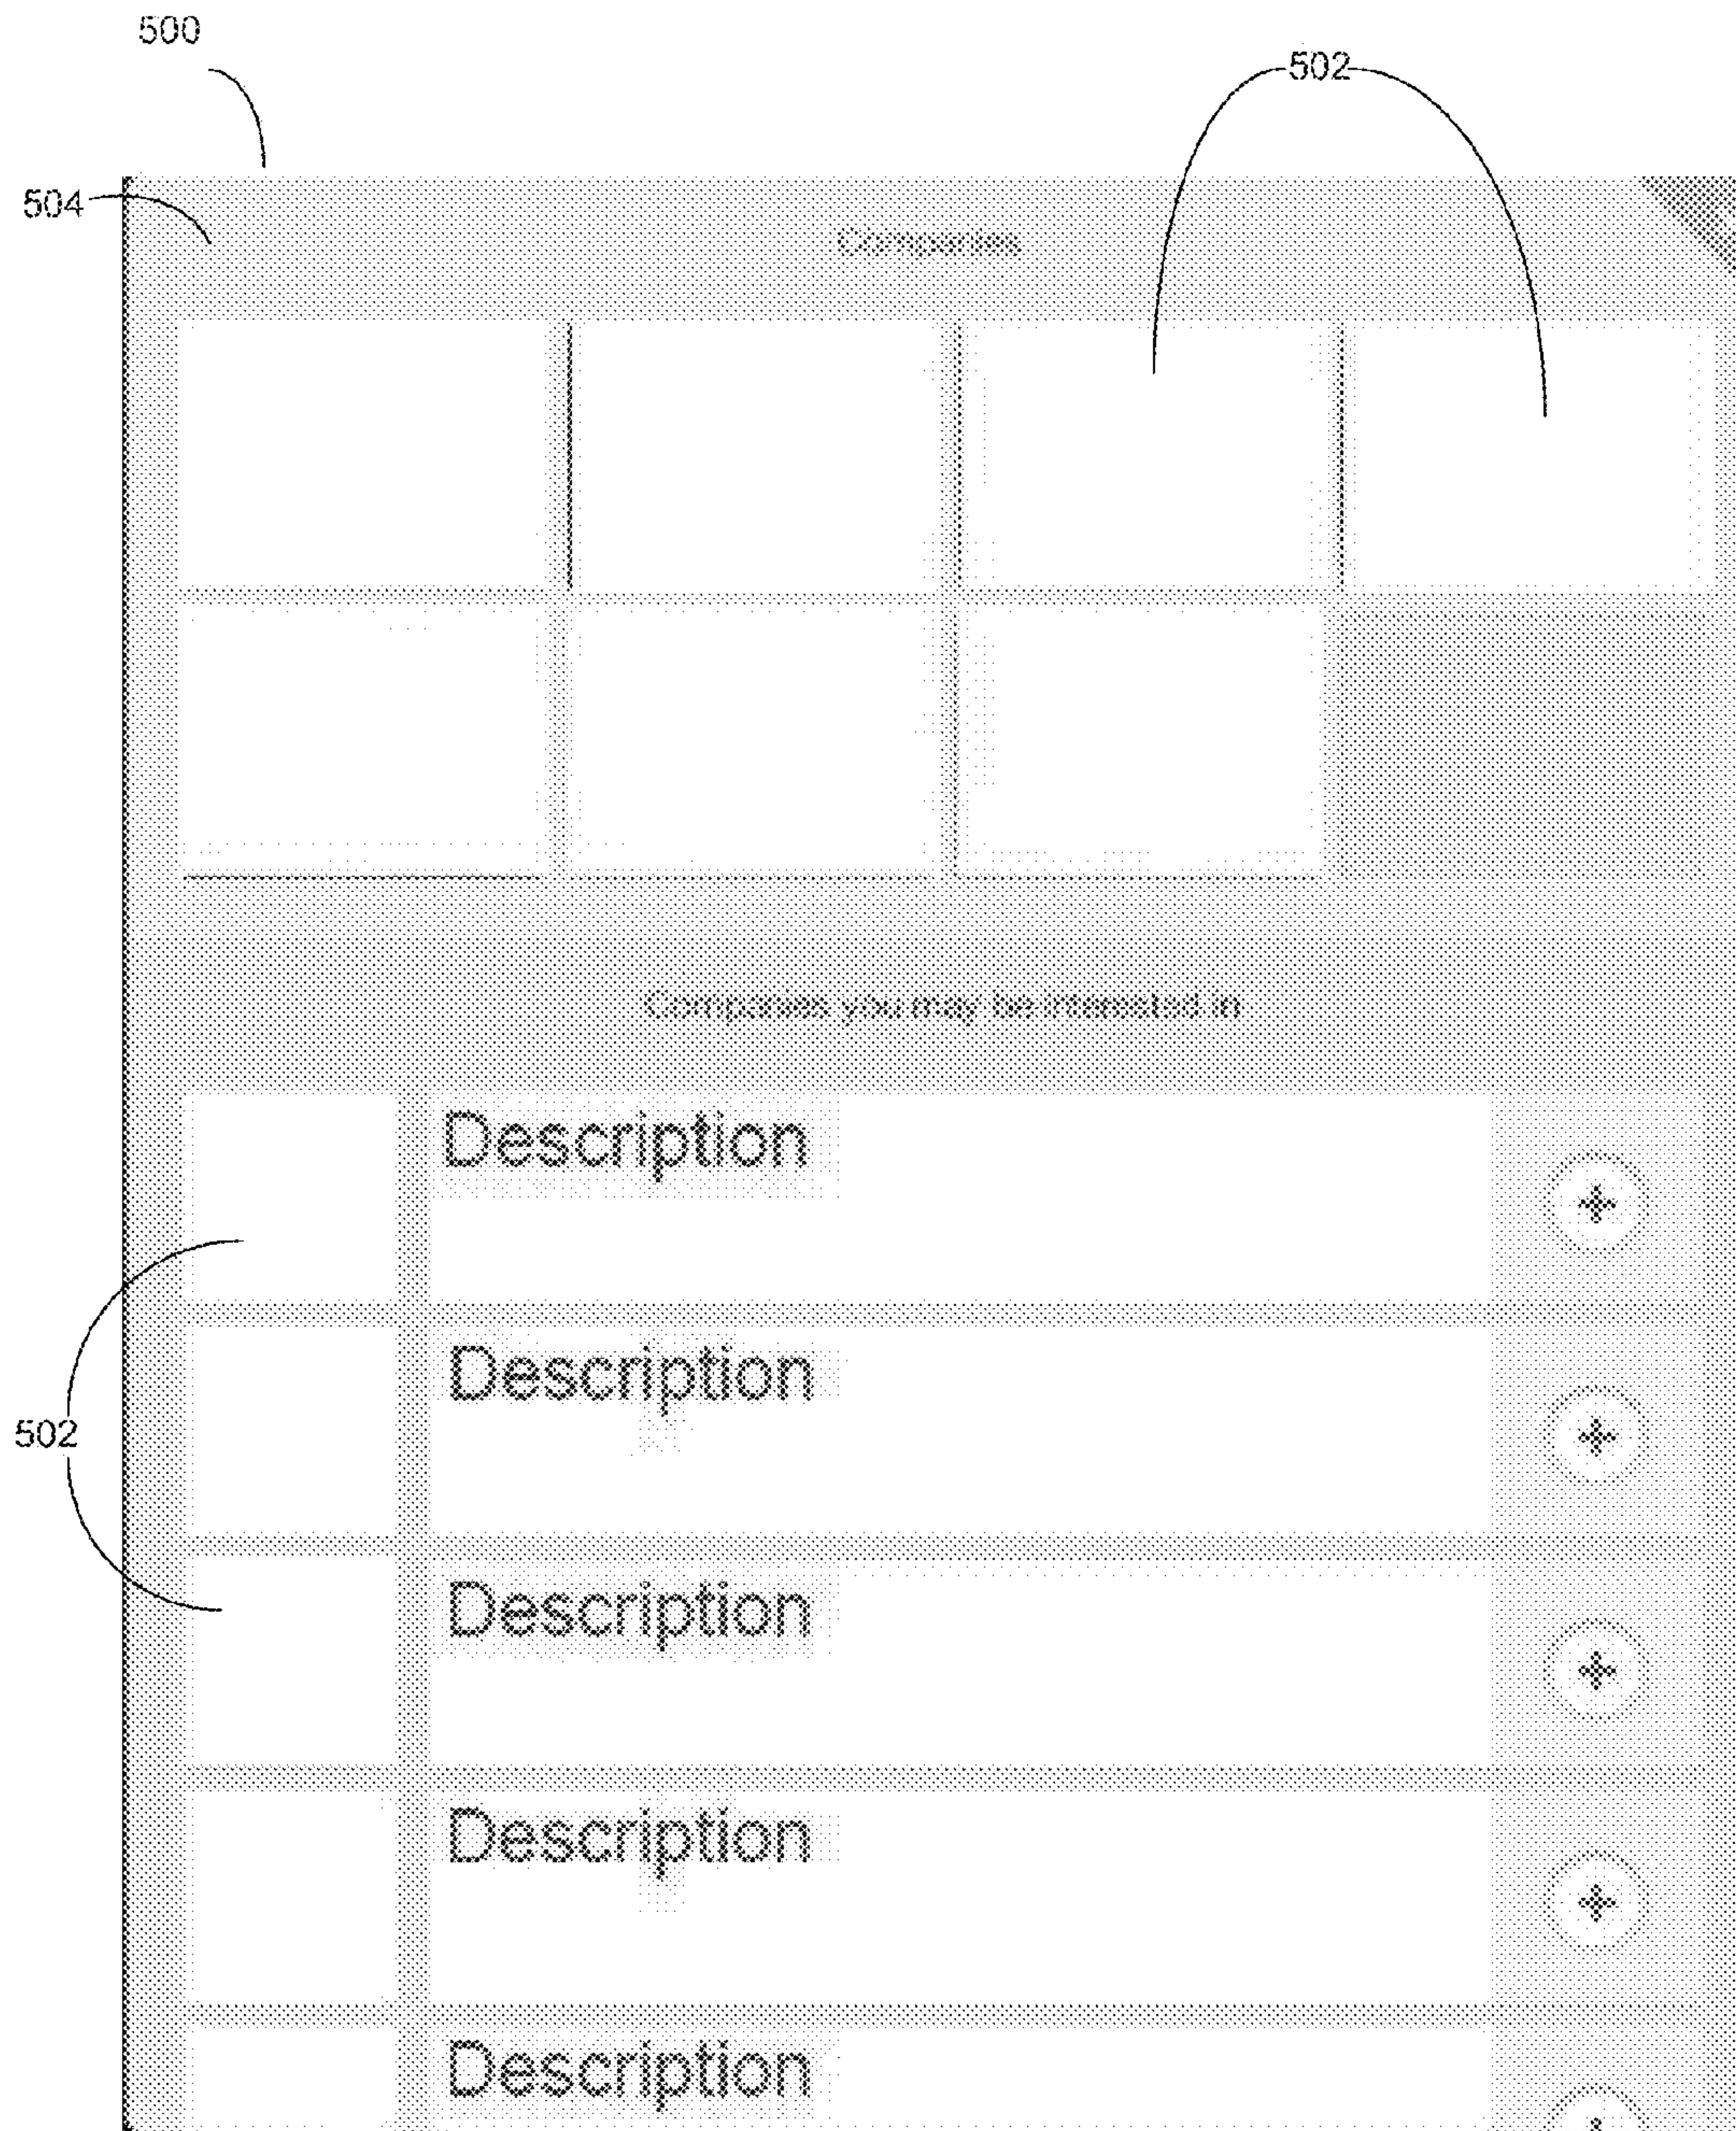 500
502
504
Companies
Companies you may be interested in
Description
Description
502
Description
Description
Description